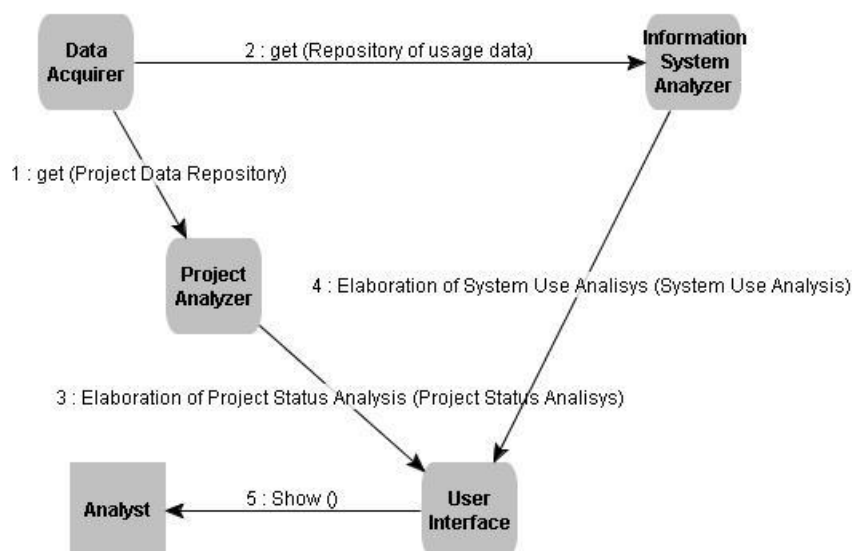 Data
Acquirer
2 : get (Repository of usage data)
Information
System
Analyzer
1 : get (Project Data Repository)
Project
Analyzer
4 : Elaboration of System Use Analisys (System Use Analysis)
3 : Elaboration of Project Status Analysis (Project Status Analisys)
Analyst
5 : Show ()
User
Interface